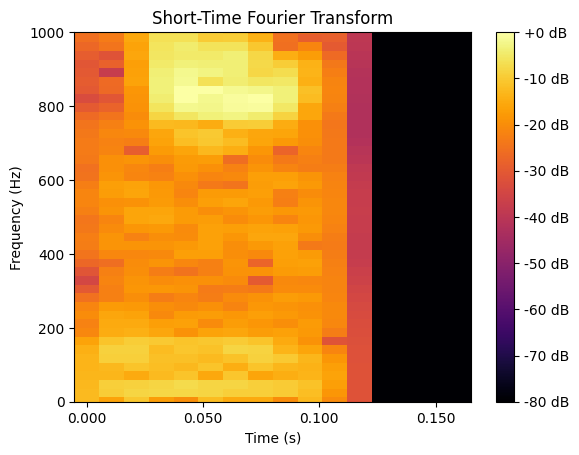 Short-Time Fourier Transform
Frequency (Hz)
1000
800
600
400
200
0
0.000
0.050
0.100
0.150
Time (s)
+0 dB
-10 dB
-20 dB
-30 dB
-40 dB
-50 dB
-60 dB
-70 dB
-80 dB